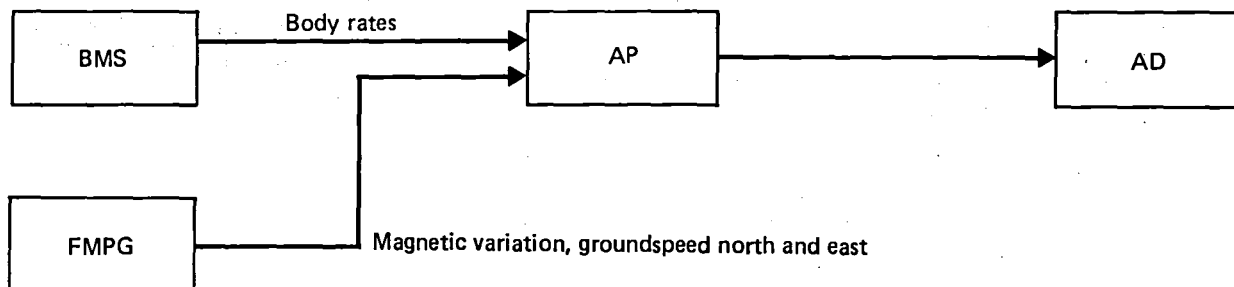 Body rates
BMS
AP
AD
FMPG
Magnetic variation, groundspeed north and east